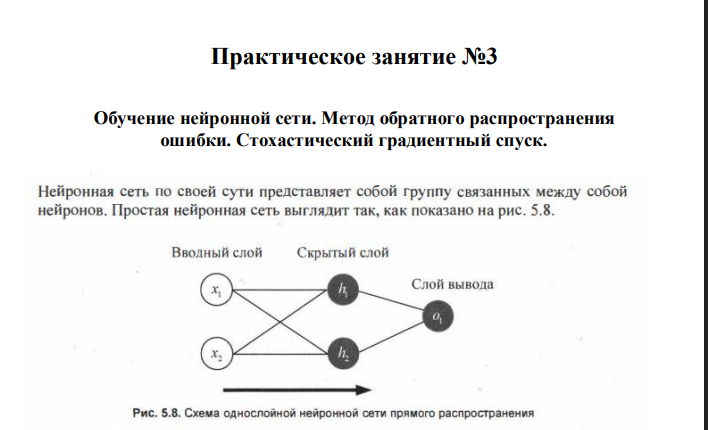 Практическое занятие №3
Обучение нейронной сети. Метод обратного распространения
ошибки. Стохастический градиентный спуск.
Нейронная сеть по своей сути представляет собой группу связанных между собой
нейронов. Простая нейронная сеть выглядит так, как показано на рис. 5.8.
Вводный слой Скрытый слой
Слой вывода
x₁ h₁
o₁
x₂ h₂
Рис. 5.8. Схема однослойной нейронной сети прямого распространения